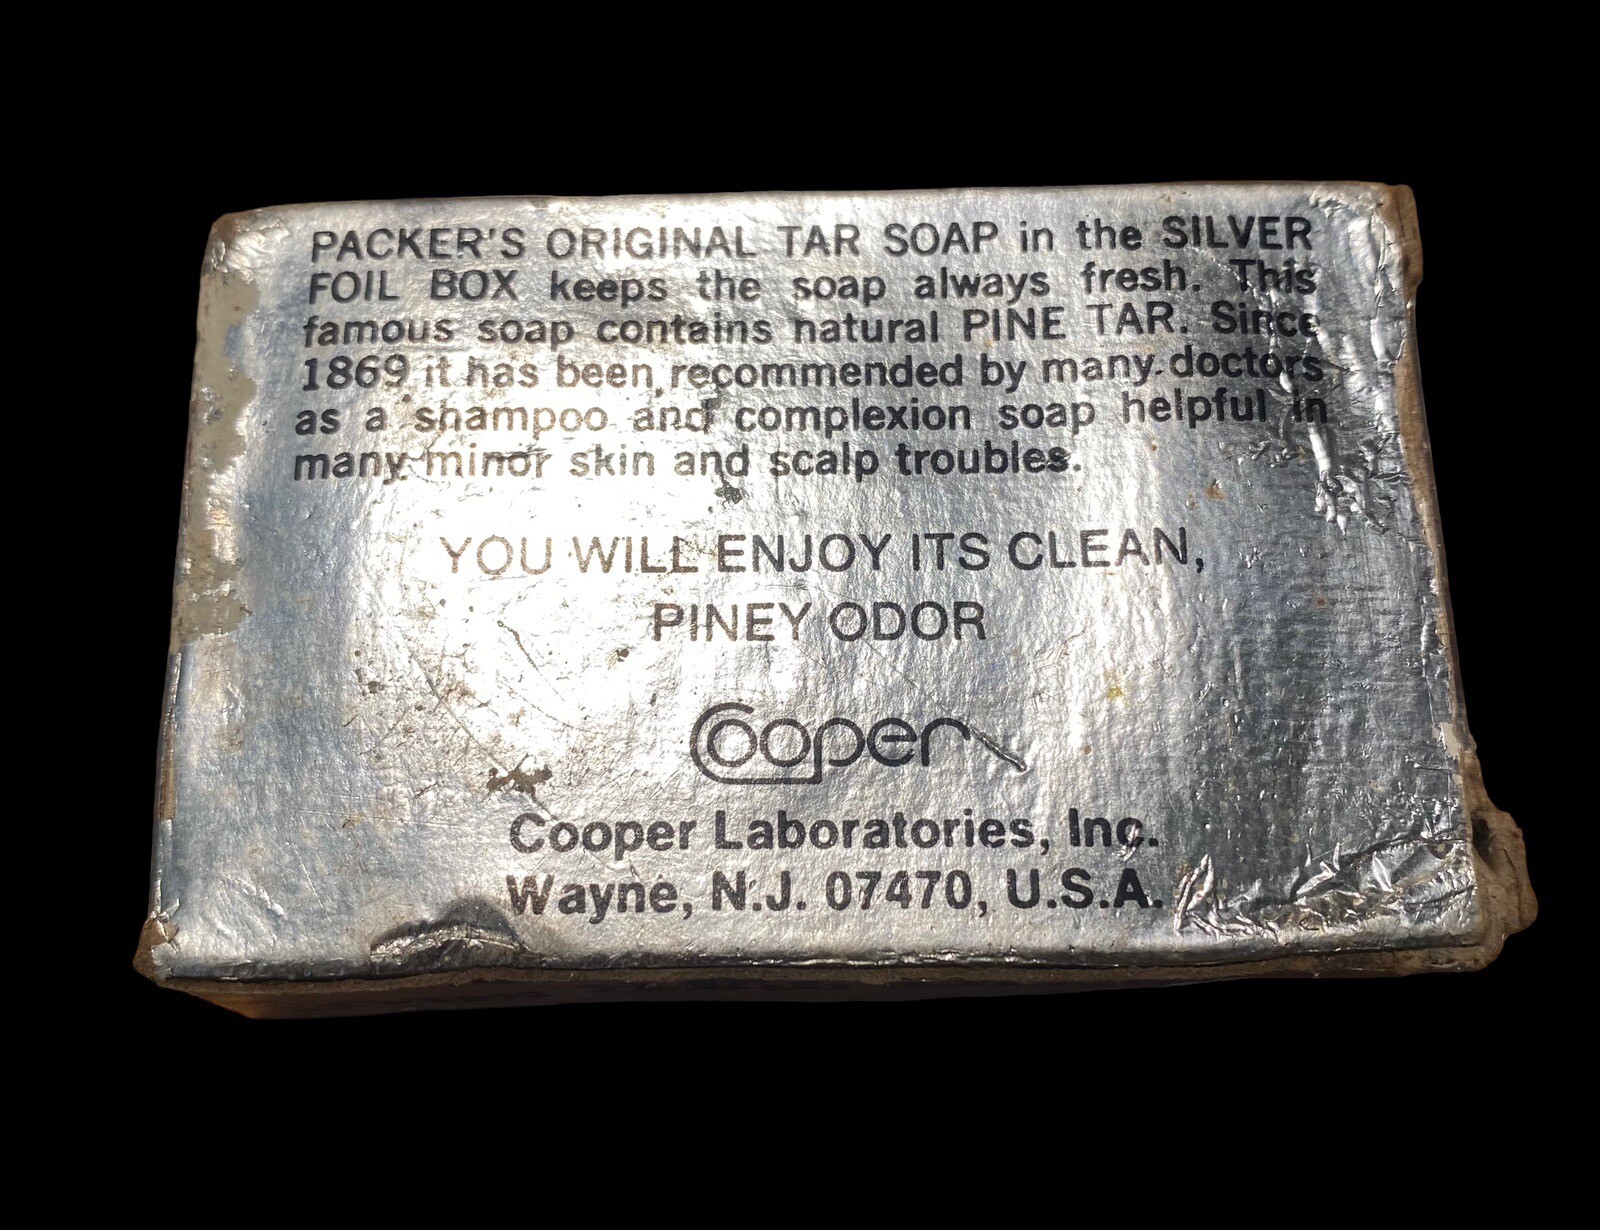 PACKER'S ORIGINAL TAR SOAP in the SILVER
FOIL BOX keeps the soap always fresh. This
famous soap contains natural PINE TAR. Since
1869 it has been recommended by many doctors
as a shampoo and complexion soap helpful in
many minor skin and scalp troubles.
YOU WILL ENJOY ITS CLEAN,
PINEY ODOR
Cooper
Cooper Laboratories, Inc.
Wayne, N.J. 07470, U.S.A.